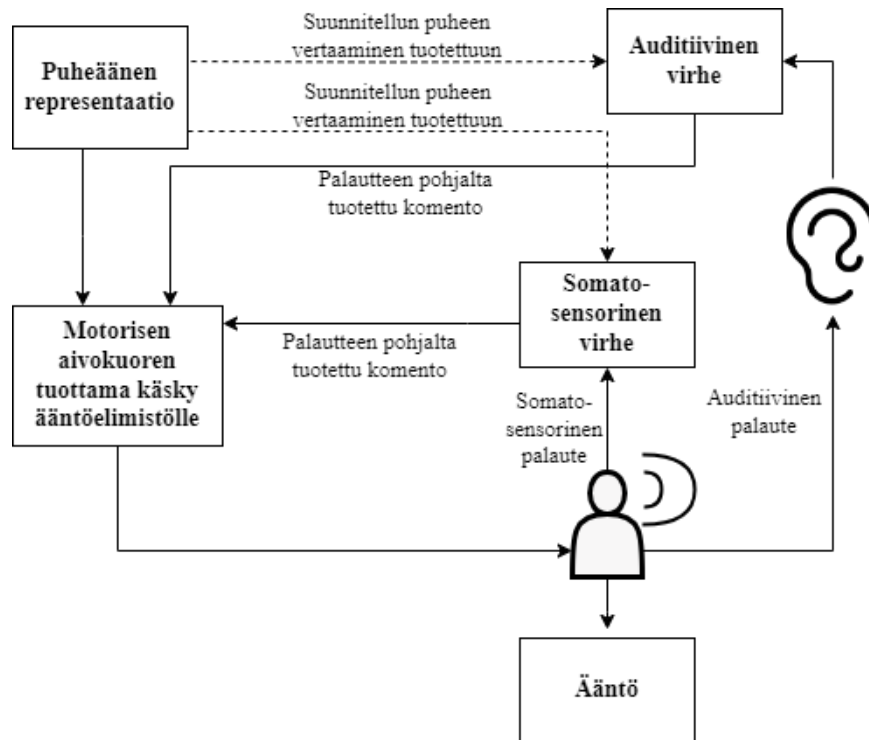 Suunnitellun puheen
vertaaminen tuotettuun
Puheäänen
representaatio
Auditiivinen
virhe
Suunnitellun puheen
vertaaminen tuotettuun
Palautteen pohjalta
tuotettu komento
Somato-
sensorinen
virhe
Motorisen
aivokuoren
tuottama käsky
ääntöelimistölle
Palautteen pohjalta
tuotettu komento
Somato-
sensorinen
palaute
Auditiivinen
palaute
Ääntö